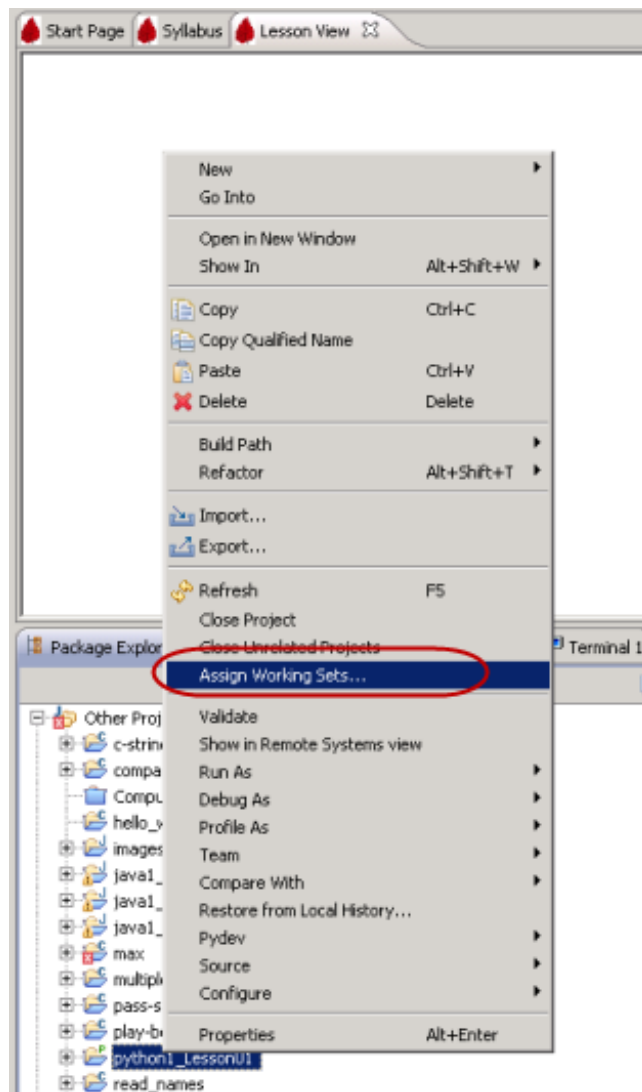 Start Page Syllabus Lesson View
New
Go Into
Open in New Window
Show In Alt+Shift+W
Copy Ctrl+C
Copy Qualified Name
Paste Ctrl+V
Delete Delete
Build Path
Refactor Alt+Shift+T
Import...
Export...
Refresh F5
Close Project
Package Explor Close Unrelated Projects Terminal 1
Assign Working Sets...
Other Proj Validate
c-string Show in Remote Systems view
compa Run As
Compu Debug As
hello_w Profile As
images Team
java1_ Compare With
java1_ Restore from Local History...
java1_ Pydev
max Source
multiple Configure
pass-s
play-be Properties Alt+Enter
python1_Lesson01
read_names